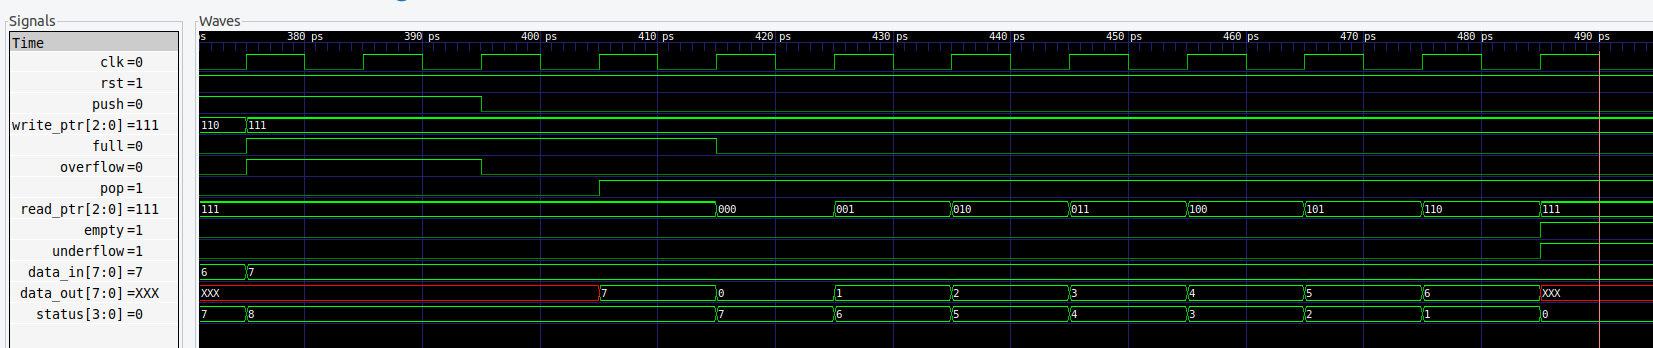 Signals
Waves
Time
s 380 ps 390 ps 400 ps 410 ps 420 ps 430 ps 440 ps 450 ps 460 ps 470 ps 480 ps 490 ps
clk =0
rst =1
push =0
write_ptr[2:0] =111 110 111
full =0
overflow =0
pop =1
read_ptr[2:0] =111 111 000 001 010 011 100 101 110 111
empty =1
underflow =1
data_in[7:0] =7 6 7
data_out[7:0] =XXX XXX 7 0 1 2 3 4 5 6 XXX
status[3:0] =0 7 8 7 6 5 4 3 2 1 0